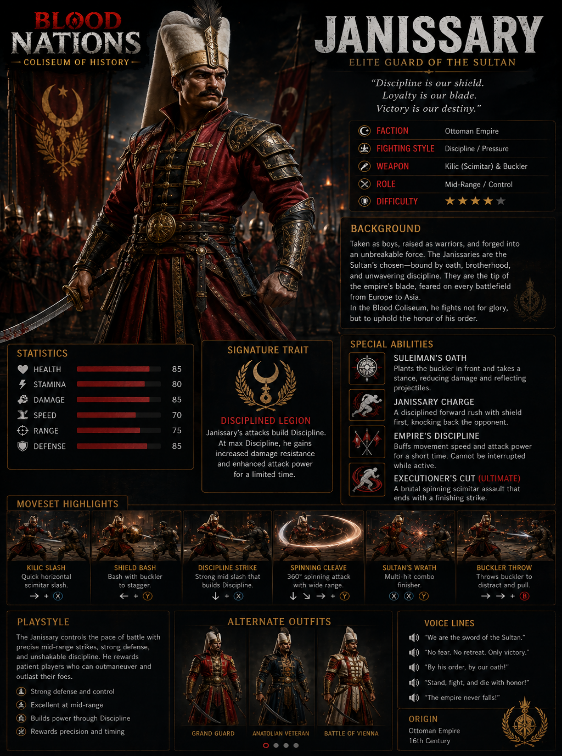 BLOOD
NATIONS
COLISEUM OF HISTORY
JANISSARY
ELITE GUARD OF THE SULTAN
“Discipline is our shield.
Loyalty is our blade.
Victory is our destiny.”
FACTION Ottoman Empire
FIGHTING STYLE Discipline / Pressure
WEAPON Kilic (Scimitar) & Buckler
ROLE Mid-Range / Control
DIFFICULTY
BACKGROUND
Taken as boys, raised as warriors, and forged into
an unbreakable force. The Janissaries are the
Sultan's chosen—bound by oath, brotherhood,
and unwavering discipline. They are the tip of
the empire's blade, feared on every battlefield
from Europe to Asia.
In the Blood Coliseum, he fights not for glory,
but to uphold the honor of his order.
STATISTICS
HEALTH 85
STAMINA 80
DAMAGE 85
SPEED 70
RANGE 75
DEFENSE 85
SIGNATURE TRAIT
DISCIPLINED LEGION
Janissary's attacks build Discipline.
At max Discipline, he gains
increased damage resistance
and enhanced attack power
for a limited time.
SPECIAL ABILITIES
SULEIMAN'S OATH
Plants the buckler in front and takes a
stance, reducing damage and reflecting
projectiles.
JANISSARY CHARGE
A disciplined forward rush with shield
first, knocking back the opponent.
EMPIRE'S DISCIPLINE
Buffs movement speed and attack power
for a short time. Cannot be interrupted
while active.
EXECUTIONER'S CUT (ULTIMATE)
A brutal spinning scimitar assault that
ends with a finishing strike.
MOVESET HIGHLIGHTS
KILIC SLASH
Quick horizontal
scimitar slash.
→ + X
SHIELD BASH
Bash with buckler
to stagger.
← + Y
DISCIPLINE STRIKE
Strong mid slash that
builds Discipline.
↓ + X
SPINNING CLEAVE
360° spinning attack
with wide range.
↓ ↘ → + Y
SULTAN'S WRATH
Multi-hit combo
finisher.
X X Y
BUCKLER THROW
Throws buckler to
distract and pull.
→ → + B
PLAYSTYLE
The Janissary controls the pace of battle with
precise mid-range strikes, strong defense,
and unshakable discipline. He rewards
patient players who can outmaneuver and
outlast their foes.
Strong defense and control
Excellent at mid-range
Builds power through Discipline
Rewards precision and timing
ALTERNATE OUTFITS
GRAND GUARD
ANATOLIAN VETERAN
BATTLE OF VIENNA
VOICE LINES
“We are the sword of the Sultan.”
“No fear. No retreat. Only victory.”
“By his order, by our oath!”
“Stand, fight, and die with honor!”
“The empire never falls!”
ORIGIN
Ottoman Empire
16th Century